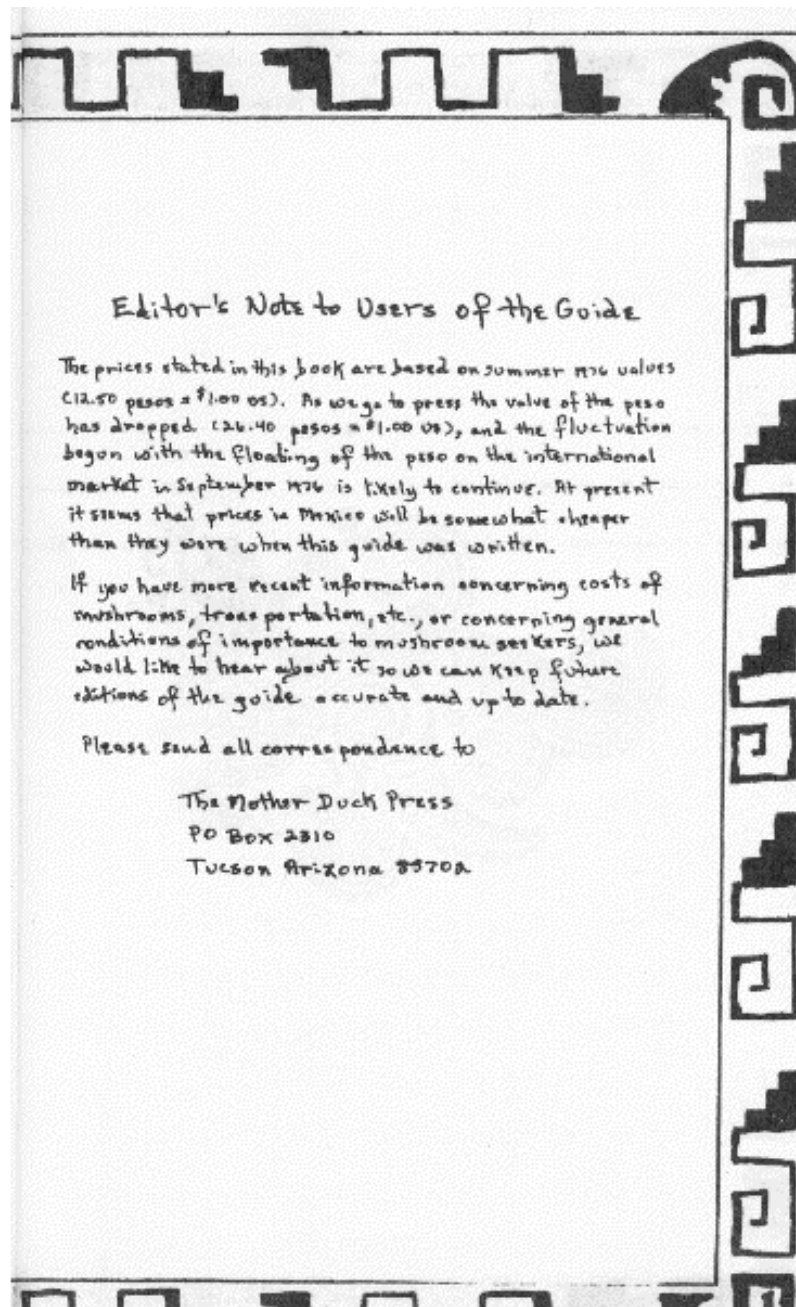 Editor's Note to Users of the Guide
The prices stated in this book are based on summer 1976 values
(12.50 pesos = $1.00 US). As we go to press the value of the peso
has dropped (26.40 pesos = $1.00 US), and the fluctuation
begun with the floating of the peso on the international
market in September 1976 is likely to continue. At present
it seems that prices in Mexico will be somewhat cheaper
than they were when this guide was written.
If you have more recent information concerning costs of
mushrooms, transportation, etc., or concerning general
conditions of importance to mushroom seekers, we
would like to hear about it so we can keep future
editions of the guide accurate and up to date.
Please send all correspondence to
The Mother Duck Press
PO Box 2310
Tucson Arizona 85702